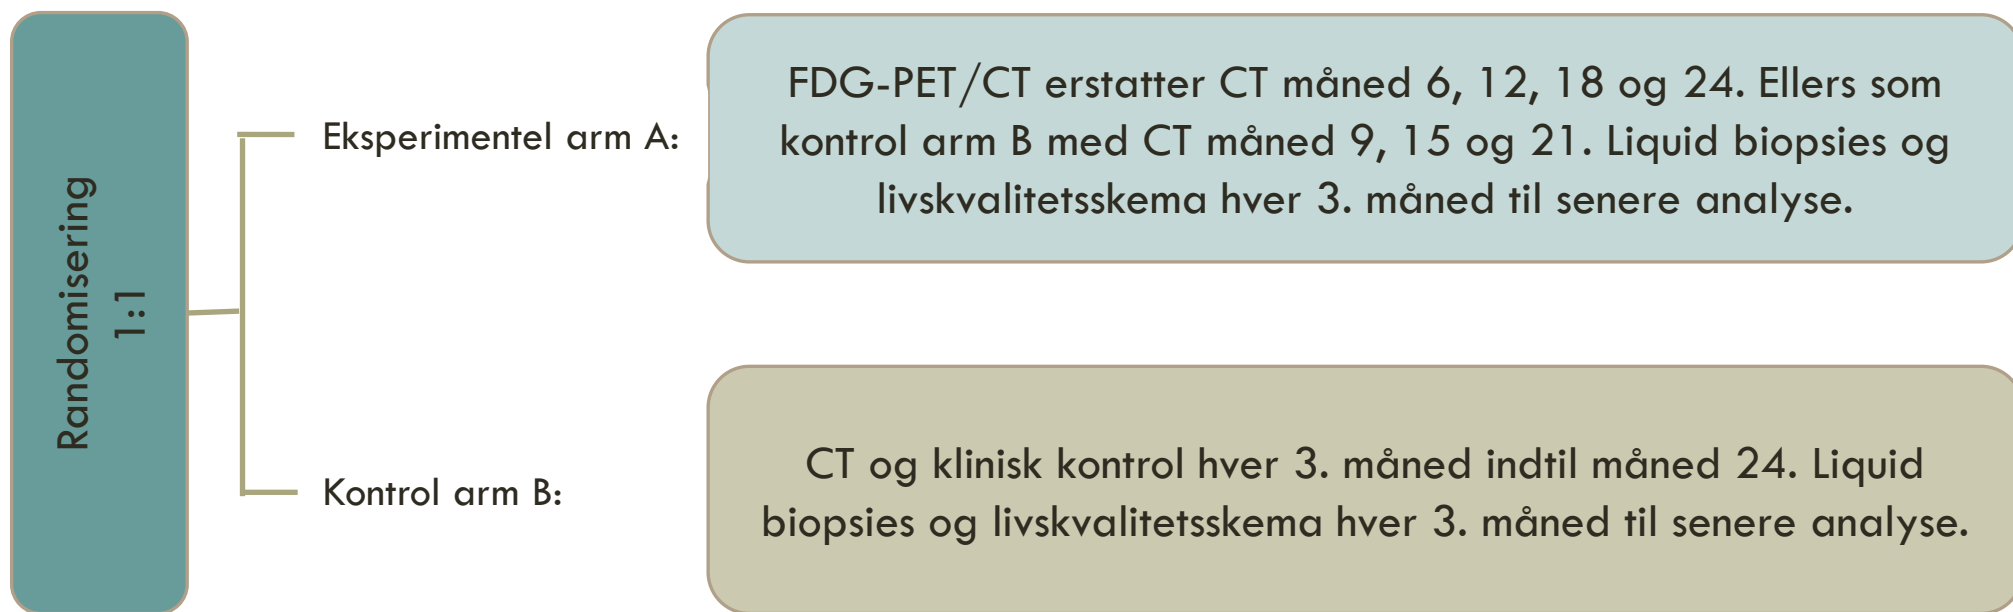 Randomisering
1:1
Eksperimentel arm A:
FDG-PET/CT erstatter CT måned 6, 12, 18 og 24. Ellers som
kontrol arm B med CT måned 9, 15 og 21. Liquid biopsies og
livskvalitetsskema hver 3. måned til senere analyse.
Kontrol arm B:
CT og klinisk kontrol hver 3. måned indtil måned 24. Liquid
biopsies og livskvalitetsskema hver 3. måned til senere analyse.